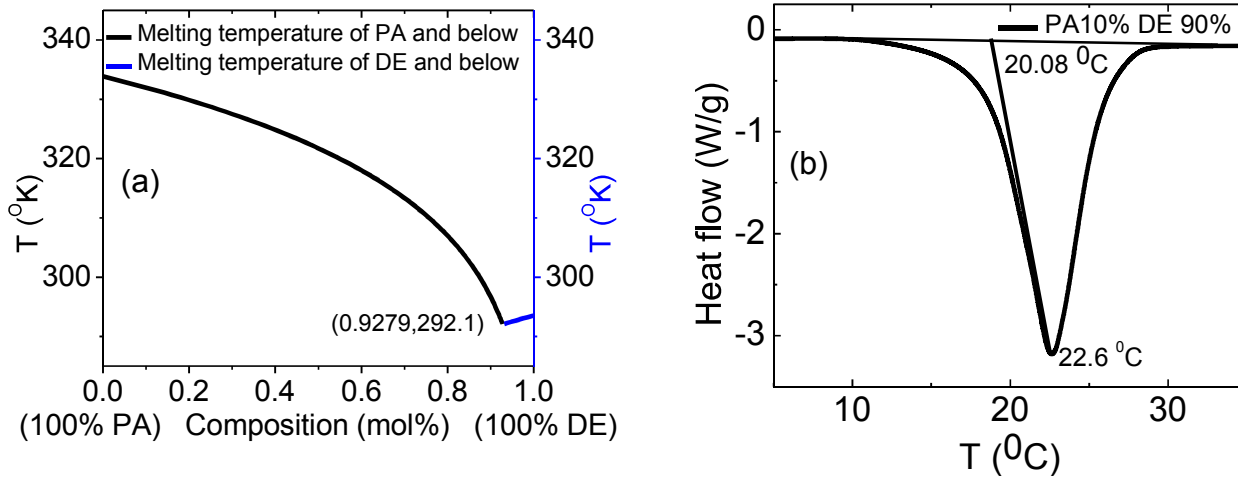 340
320
300
T (°K)
Melting temperature of PA and below
Melting temperature of DE and below
(a)
(0.9279,292.1)
340
320
300
T (°K)
0.0 0.2 0.4 0.6 0.8 1.0
(100% PA) Composition (mol%) (100% DE)
0
-1
-2
-3
Heat flow (W/g)
PA10% DE 90%
20.08 ⁰C
(b)
22.6 ⁰C
10 20 30
T (⁰C)